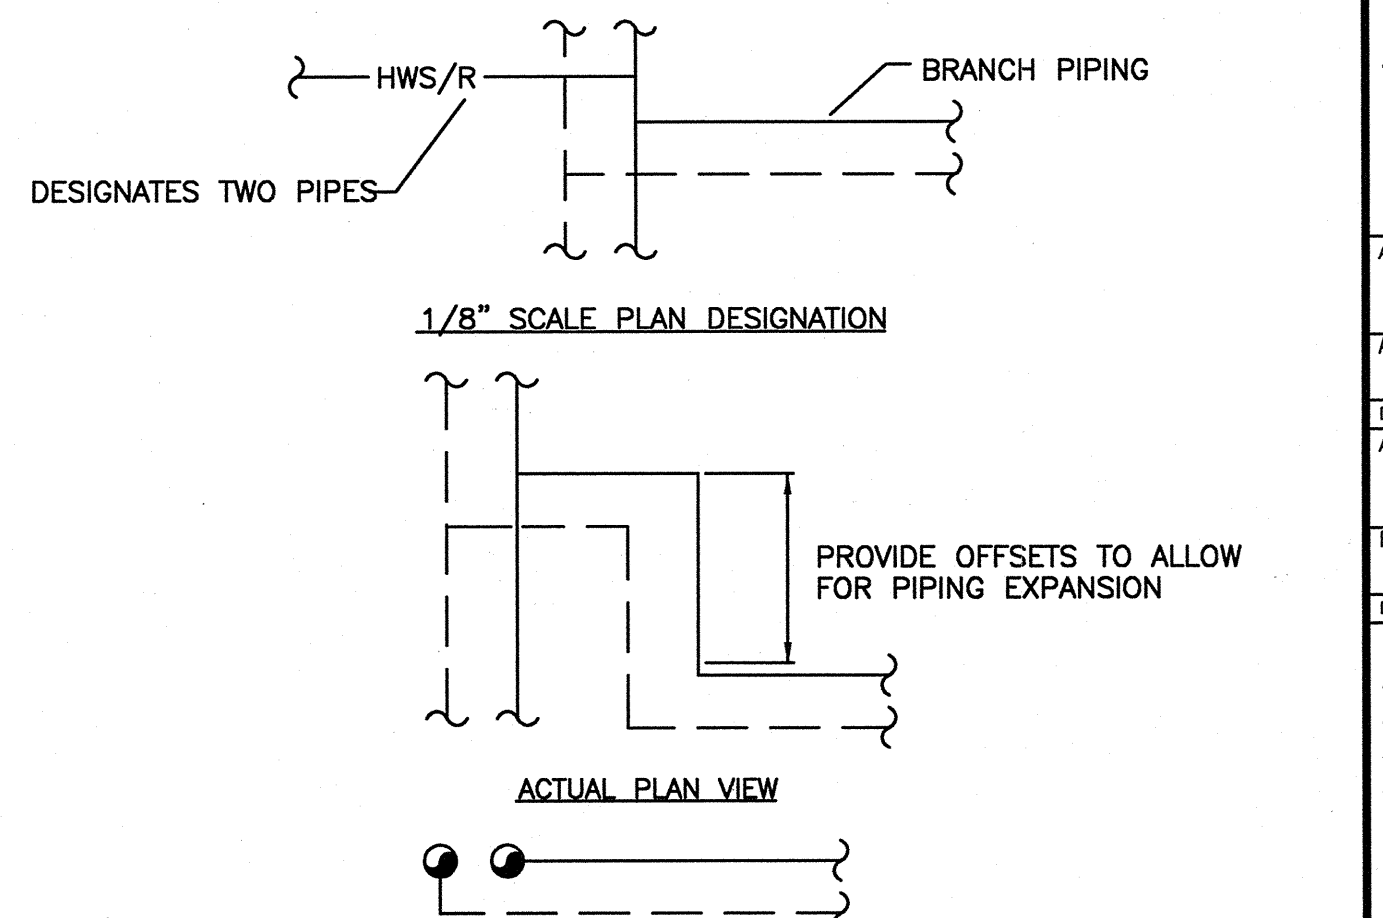 HWS/R
BRANCH PIPING
DESIGNATES TWO PIPES
1/8" SCALE PLAN DESIGNATION
PROVIDE OFFSETS TO ALLOW
FOR PIPING EXPANSION
ACTUAL PLAN VIEW